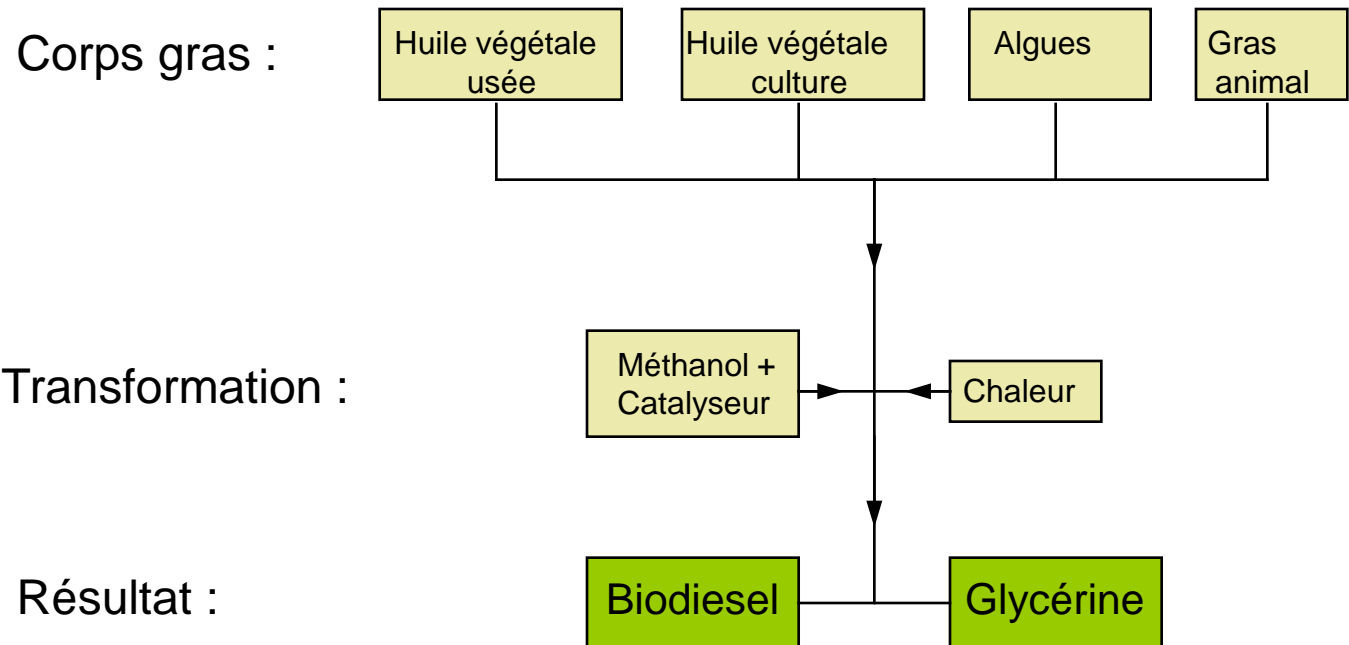 Corps gras :
Huile végétale
usée
Huile végétale
culture
Algues
Gras
animal
Transformation :
Méthanol +
Catalyseur
Chaleur
Résultat :
Biodiesel
Glycérine